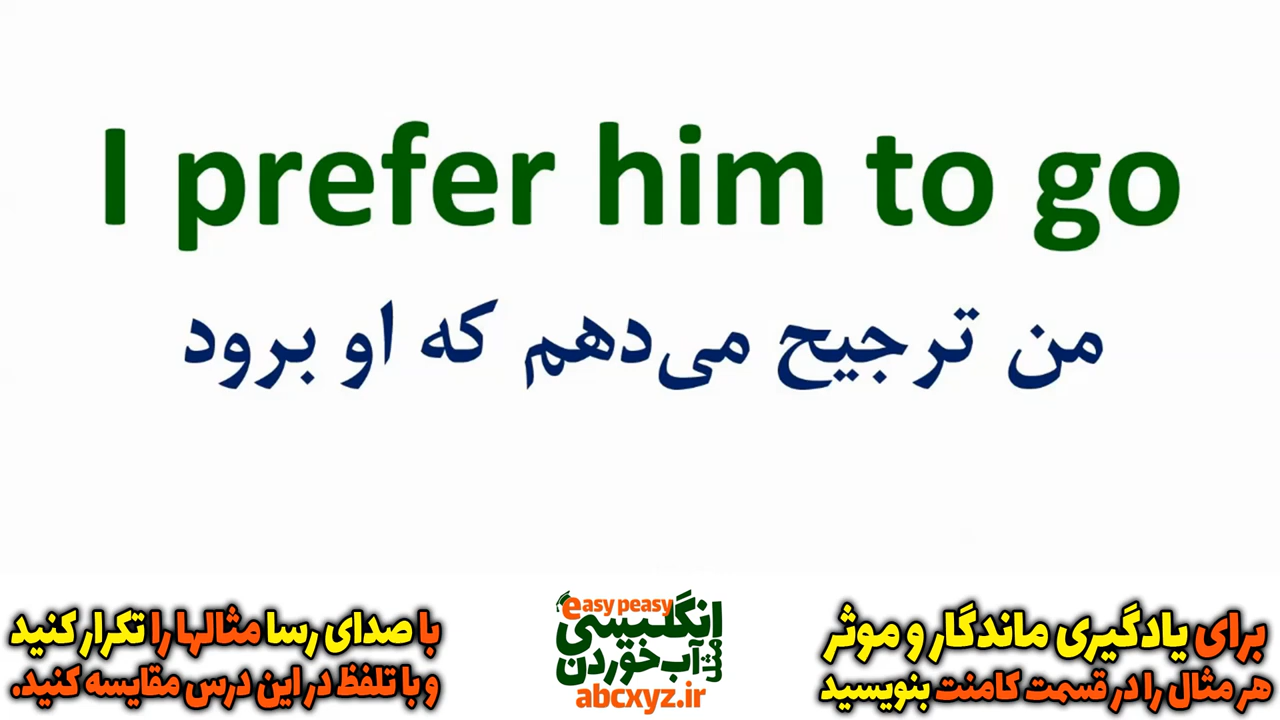 I prefer him to go
من ترجیح می‌دهم که او برود
برای یادگیری ماندگار و موثر
هر مثال را در قسمت کامنت بنویسید
easy peasy
انگلیسی
مثل آب خوردن
abcxyz.ir
با صدای رسا مثالها را تکرار کنید
و با تلفظ در این درس مقایسه کنید.